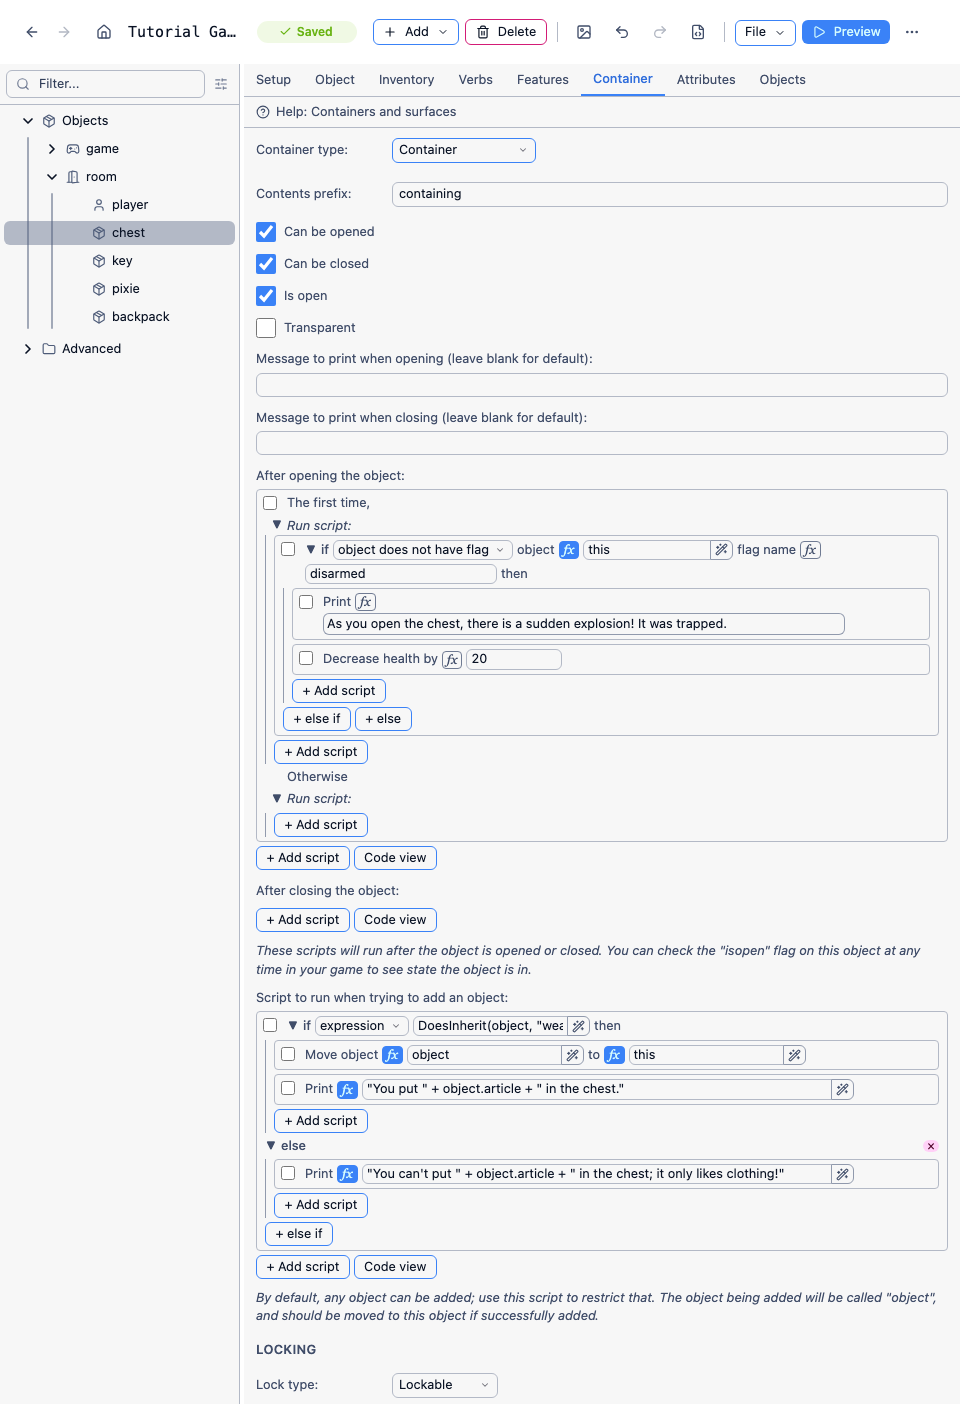 Tutorial Ga...
Saved
Add
Delete
File
Preview
Filter...
Objects
game
room
player
chest
key
pixie
backpack
Advanced
Setup Object Inventory Verbs Features Container Attributes Objects
Help: Containers and surfaces
Container type: Container
Contents prefix: containing
Can be opened
Can be closed
Is open
Transparent
Message to print when opening (leave blank for default):
Message to print when closing (leave blank for default):
After opening the object:
The first time,
Run script:
if object does not have flag object fx this flag name fx
disarmed then
Print fx
As you open the chest, there is a sudden explosion! It was trapped.
Decrease health by fx 20
+ Add script
+ else if + else
+ Add script
Otherwise
Run script:
+ Add script
+ Add script Code view
After closing the object:
+ Add script Code view
These scripts will run after the object is opened or closed. You can check the "isopen" flag on this object at any
time in your game to see state the object is in.
Script to run when trying to add an object:
if expression DoesInherit(object, "wea then
Move object fx object to fx this
Print fx "You put " + object.article + " in the chest."
+ Add script
else
Print fx "You can't put " + object.article + " in the chest; it only likes clothing!"
+ Add script
+ else if
+ Add script Code view
By default, any object can be added; use this script to restrict that. The object being added will be called "object",
and should be moved to this object if successfully added.
LOCKING
Lock type: Lockable